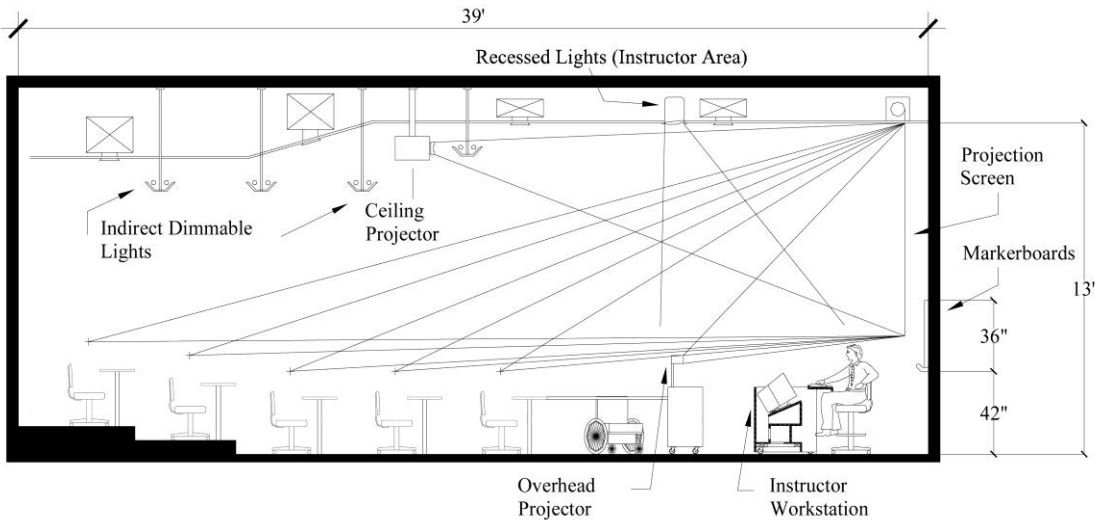 39'
Recessed Lights (Instructor Area)
Projection
Screen
Indirect Dimmable
Lights
Ceiling
Projector
Markerboards
13'
36"
42"
Overhead
Projector
Instructor
Workstation